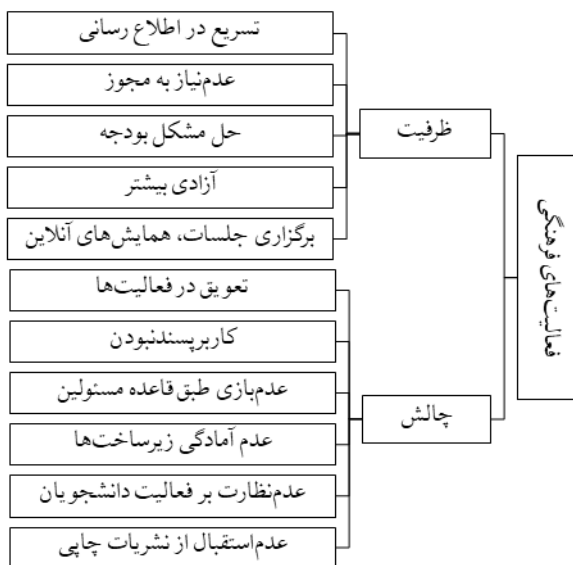 فعالیت‌های فرهنگی
ظرفیت
تسریع در اطلاع رسانی
عدم‌نیاز به مجوز
حل مشکل بودجه
آزادی بیشتر
برگزاری جلسات، همایش‌های آنلاین
چالش
تعویق در فعالیت‌ها
کاربرپسندنبودن
عدم‌بازی طبق قاعده مسئولین
عدم آمادگی زیرساخت‌ها
عدم‌نظارت بر فعالیت دانشجویان
عدم‌استقبال از نشریات چاپی